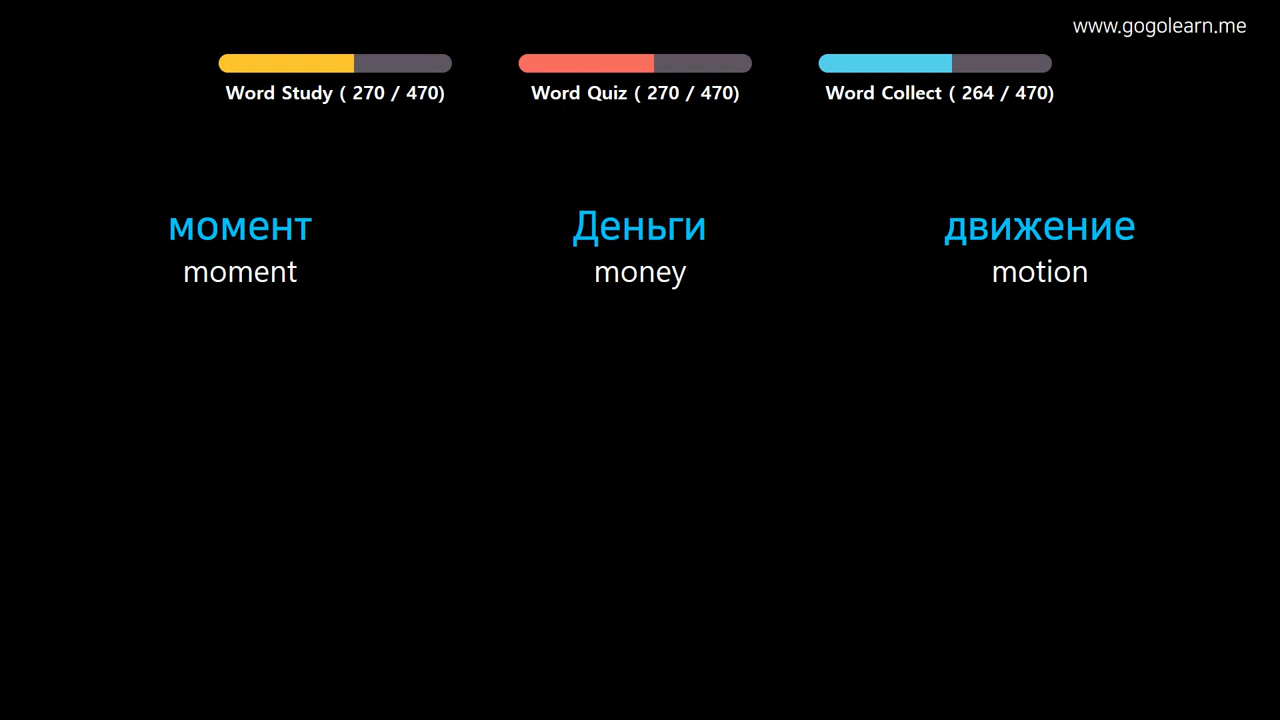 www.gogolearn.me
Word Study ( 270 / 470)
Word Quiz ( 270 / 470)
Word Collect ( 264 / 470)
момент
moment
Деньги
money
движение
motion